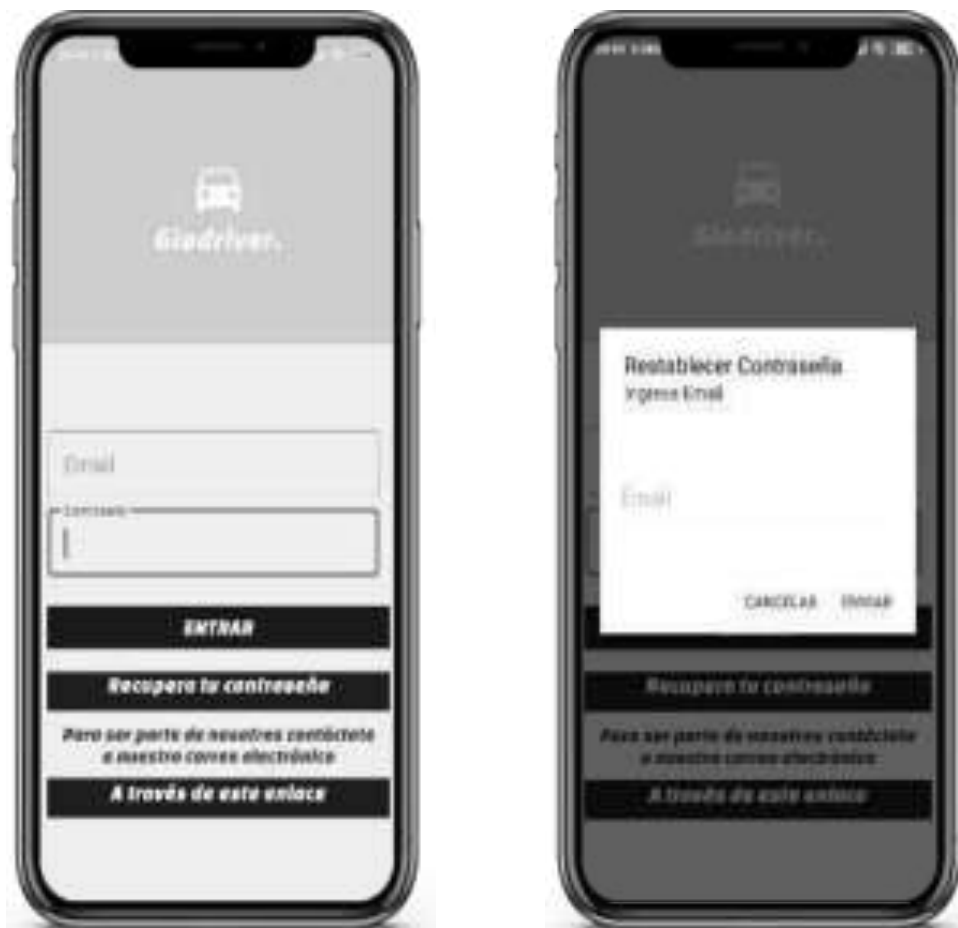 Giodriver.
Email
Contraseña
ENTRAR
Recupera tu contraseña
Para ser parte de nosotros contáctate
a nuestro correo electrónico
A través de este enlace
Giodriver.
Restablecer Contraseña
Ingrese Email
Email
CANCELAR ENVIAR
Recupera tu contraseña
Para ser parte de nosotros contáctate
a nuestro correo electrónico
A través de este enlace